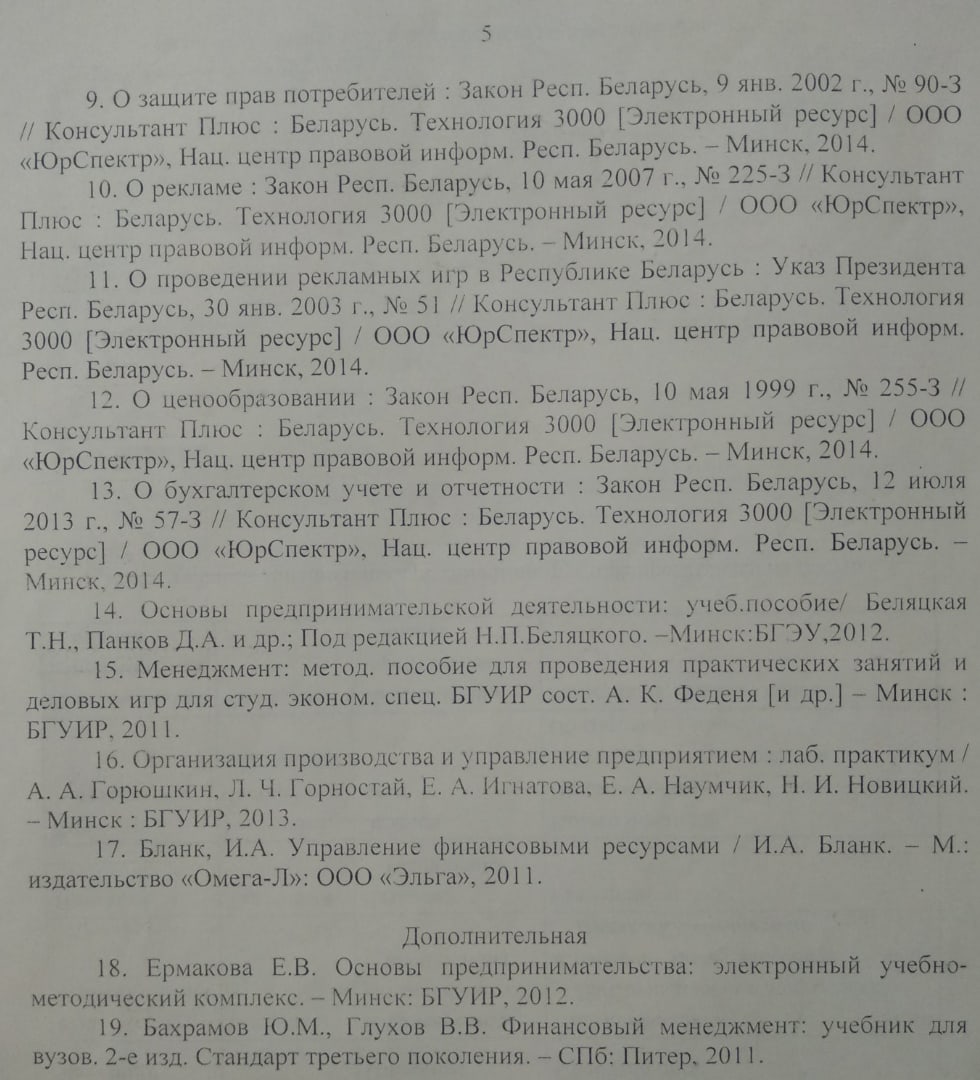 5
9. О защите прав потребителей : Закон Респ. Беларусь, 9 янв. 2002 г., № 90-З
// Консультант Плюс : Беларусь. Технология 3000 [Электронный ресурс] / ООО
«ЮрСпектр», Нац. центр правовой информ. Респ. Беларусь. – Минск, 2014.
10. О рекламе : Закон Респ. Беларусь, 10 мая 2007 г., № 225-З // Консультант
Плюс : Беларусь. Технология 3000 [Электронный ресурс] / ООО «ЮрСпектр»,
Нац. центр правовой информ. Респ. Беларусь. – Минск, 2014.
11. О проведении рекламных игр в Республике Беларусь : Указ Президента
Респ. Беларусь, 30 янв. 2003 г., № 51 // Консультант Плюс : Беларусь. Технология
3000 [Электронный ресурс] / ООО «ЮрСпектр», Нац. центр правовой информ.
Респ. Беларусь. – Минск, 2014.
12. О ценообразовании : Закон Респ. Беларусь, 10 мая 1999 г., № 255-З //
Консультант Плюс : Беларусь. Технология 3000 [Электронный ресурс] / ООО
«ЮрСпектр», Нац. центр правовой информ. Респ. Беларусь. – Минск, 2014.
13. О бухгалтерском учете и отчетности : Закон Респ. Беларусь, 12 июля
2013 г., № 57-З // Консультант Плюс : Беларусь. Технология 3000 [Электронный
ресурс] / ООО «ЮрСпектр», Нац. центр правовой информ. Респ. Беларусь. –
Минск, 2014.
14. Основы предпринимательской деятельности: учеб.пособие/ Беляцкая
Т.Н., Панков Д.А. и др.; Под редакцией Н.П.Беляцкого. –Минск:БГЭУ,2012.
15. Менеджмент: метод. пособие для проведения практических занятий и
деловых игр для студ. эконом. спец. БГУИР сост. А. К. Феденя [и др.] – Минск :
БГУИР, 2011.
16. Организация производства и управление предприятием : лаб. практикум /
А. А. Горюшкин, Л. Ч. Горностай, Е. А. Игнатова, Е. А. Наумчик, Н. И. Новицкий.
– Минск : БГУИР, 2013.
17. Бланк, И.А. Управление финансовыми ресурсами / И.А. Бланк. – М.:
издательство «Омега-Л»: ООО «Эльга», 2011.
Дополнительная
18. Ермакова Е.В. Основы предпринимательства: электронный учебно-
методический комплекс. – Минск: БГУИР, 2012.
19. Бахрамов Ю.М., Глухов В.В. Финансовый менеджмент: учебник для
вузов. 2-е изд. Стандарт третьего поколения. – СПб: Питер, 2011.